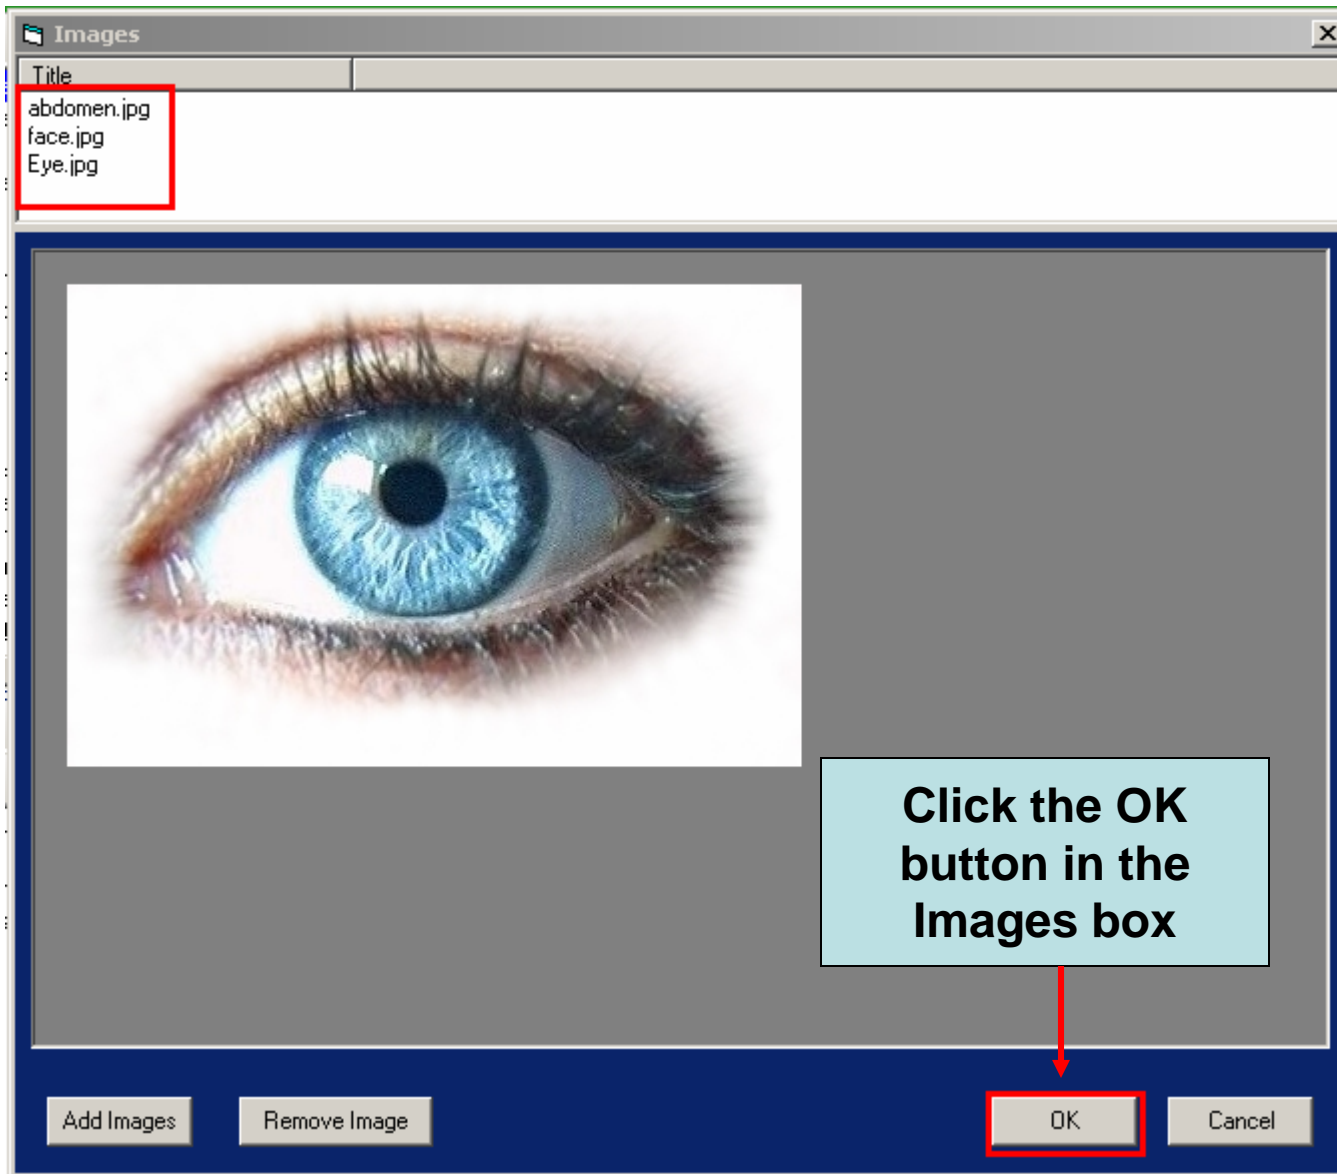 Images
Title
abdomen.jpg
face.jpg
Eye.jpg
Click the OK
button in the
Images box
Add Images Remove Image OK Cancel